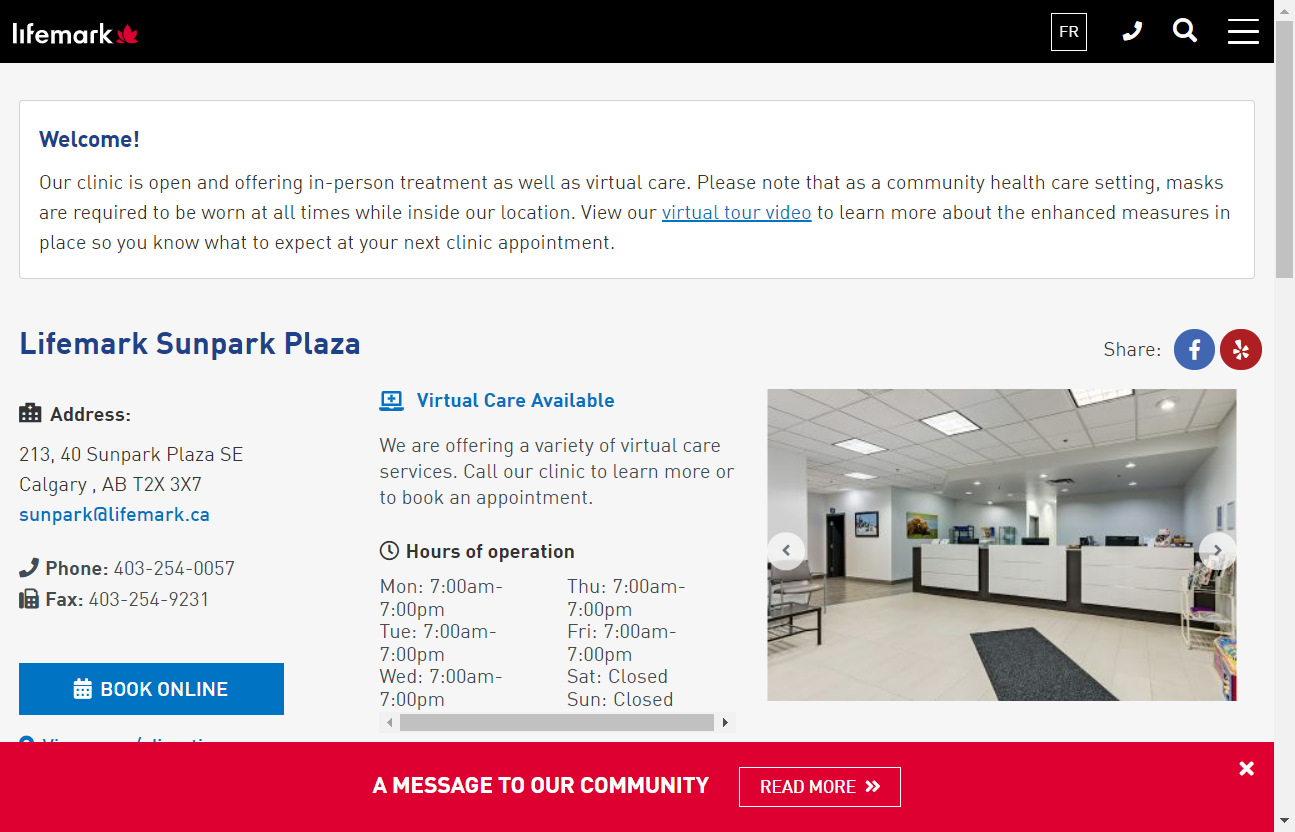 lifemark
FR
Welcome!
Our clinic is open and offering in-person treatment as well as virtual care. Please note that as a community health care setting, masks
are required to be worn at all times while inside our location. View our virtual tour video to learn more about the enhanced measures in
place so you know what to expect at your next clinic appointment.
Lifemark Sunpark Plaza
Share:
Address:
213, 40 Sunpark Plaza SE
Calgary , AB T2X 3X7
sunpark@lifemark.ca
Phone: 403-254-0057
Fax: 403-254-9231
BOOK ONLINE
Virtual Care Available
We are offering a variety of virtual care
services. Call our clinic to learn more or
to book an appointment.
Hours of operation
Mon: 7:00am-
7:00pm
Tue: 7:00am-
7:00pm
Wed: 7:00am-
7:00pm
Thu: 7:00am-
7:00pm
Fri: 7:00am-
7:00pm
Sat: Closed
Sun: Closed
A MESSAGE TO OUR COMMUNITY
READ MORE